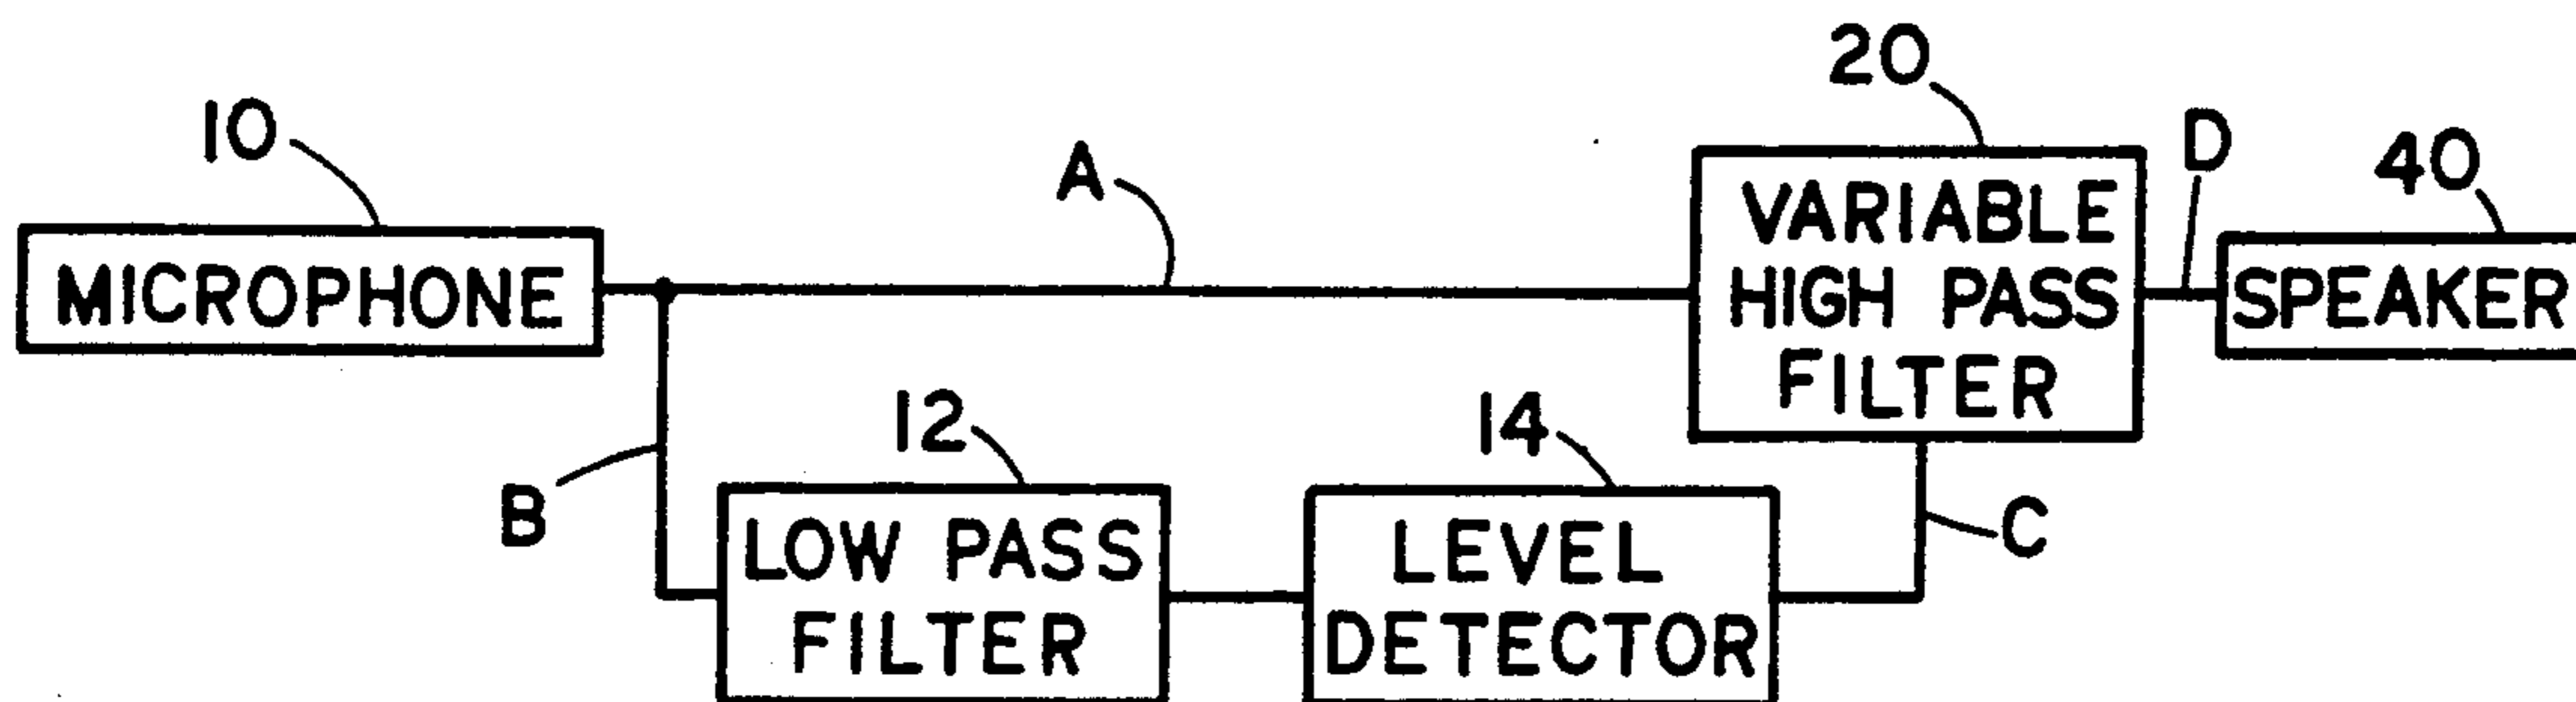 20
10
A
D
40
MICROPHONE
VARIABLE
HIGH PASS
FILTER
SPEAKER
B
12
14
C
LOW PASS
FILTER
LEVEL
DETECTOR